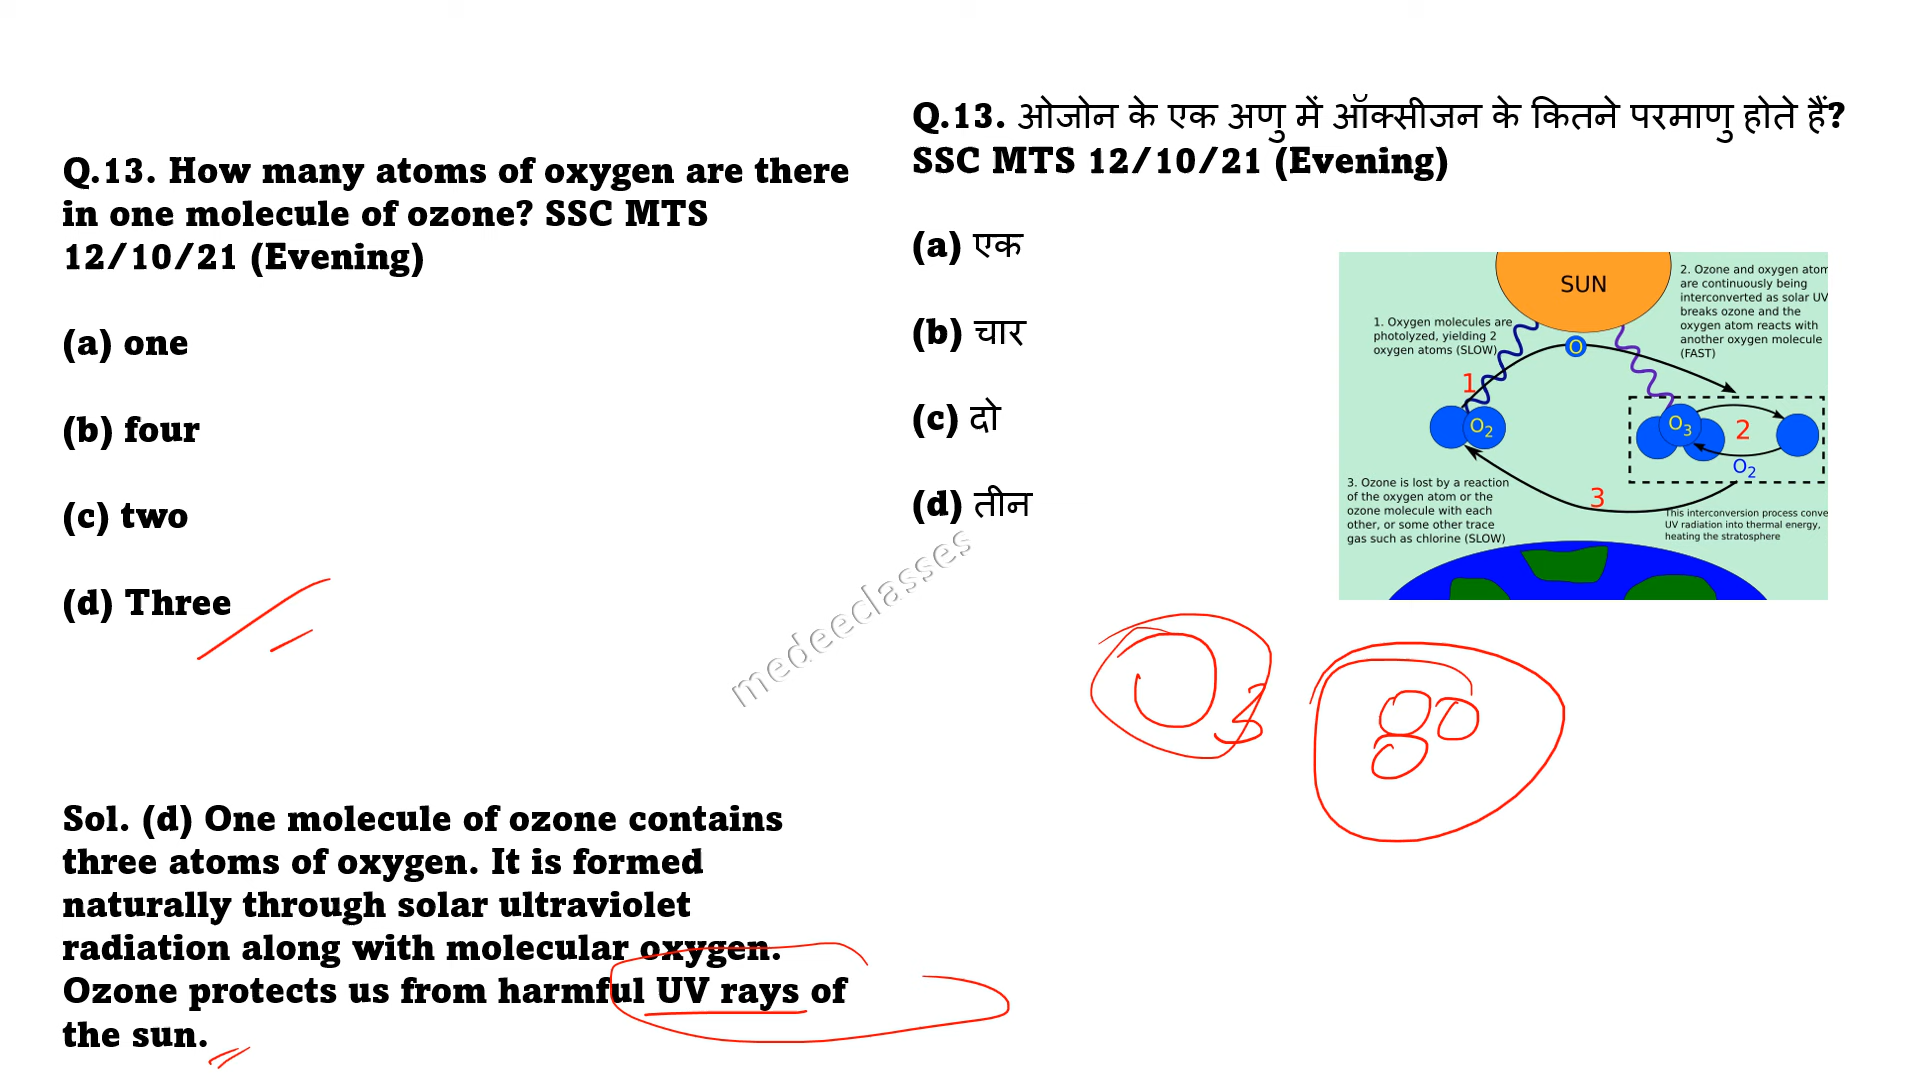 Q.13. How many atoms of oxygen are there
in one molecule of ozone? SSC MTS
12/10/21 (Evening)
(a) one
(b) four
(c) two
(d) Three
Sol. (d) One molecule of ozone contains
three atoms of oxygen. It is formed
naturally through solar ultraviolet
radiation along with molecular oxygen.
Ozone protects us from harmful UV rays of
the sun.
Q.13. ओजोन के एक अणु में ऑक्सीजन के कितने परमाणु होते हैं?
SSC MTS 12/10/21 (Evening)
(a) एक
(b) चार
(c) दो
(d) तीन
SUN
1. Oxygen molecules are
photolyzed, yielding 2
oxygen atoms (SLOW)
2. Ozone and oxygen atom
are continuously being
interconverted as solar UV
breaks ozone and the
oxygen atom reacts with
another oxygen molecule
(FAST)
O
1
O2
O3
2
O2
3
3. Ozone is lost by a reaction
of the oxygen atom or the
ozone molecule with each
other, or some other trace
gas such as chlorine (SLOW)
This interconversion process conve
UV radiation into thermal energy,
heating the stratosphere
medeeclasses
O3